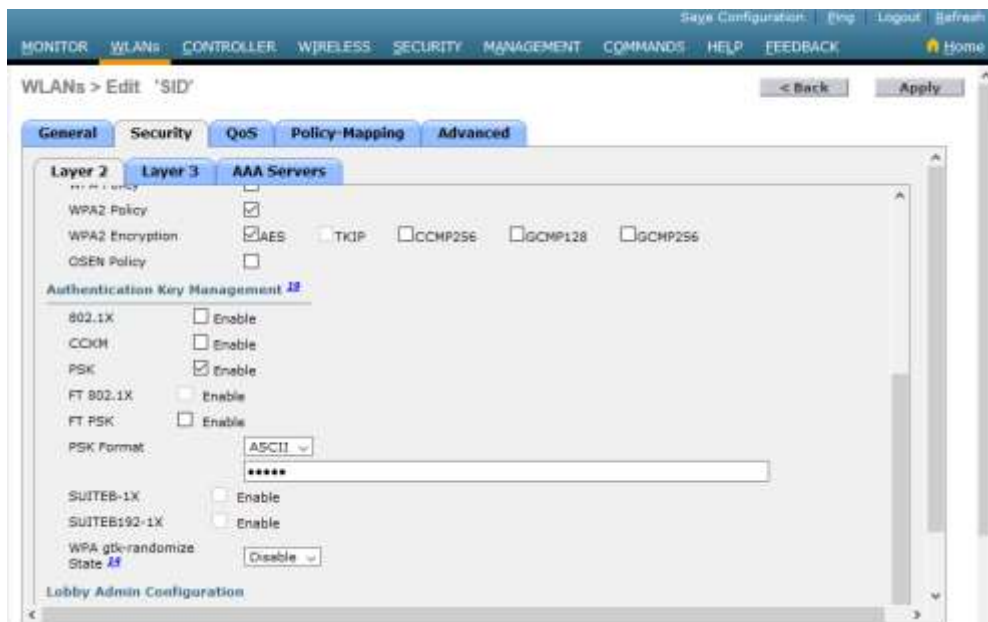 Save Configuration Ping Logout Refresh
MONITOR WLANs CONTROLLER WIRELESS SECURITY MANAGEMENT COMMANDS HELP FEEDBACK Home
WLANs > Edit 'SID'
< Back Apply
General Security QoS Policy-Mapping Advanced
Layer 2 Layer 3 AAA Servers
WPA Policy
WPA2 Policy
WPA2 Encryption AES TKIP CCMP256 GCMP128 GCMP256
OSEN Policy
Authentication Key Management
802.1X Enable
CCKM Enable
PSK Enable
FT 802.1X Enable
FT PSK Enable
PSK Format ASCII
•••••
SUITEB-1X Enable
SUITEB192-1X Enable
WPA gtk-randomize
State Disable
Lobby Admin Configuration